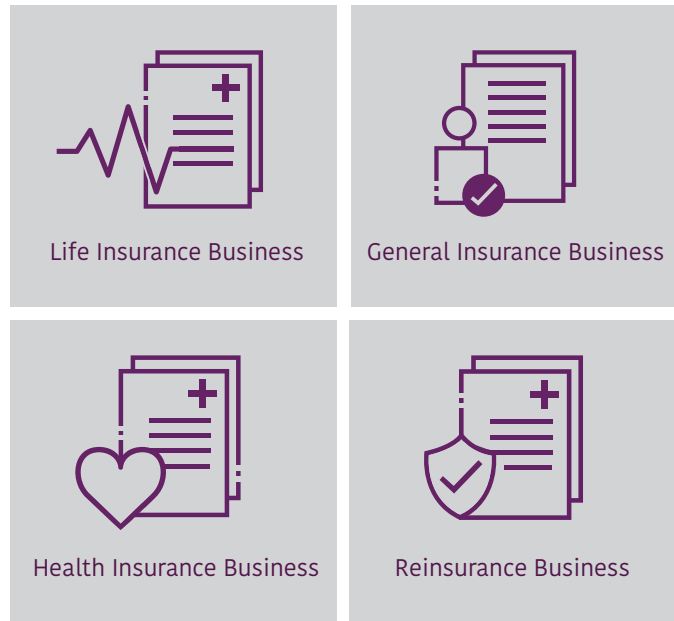 Life Insurance Business
General Insurance Business
Health Insurance Business
Reinsurance Business